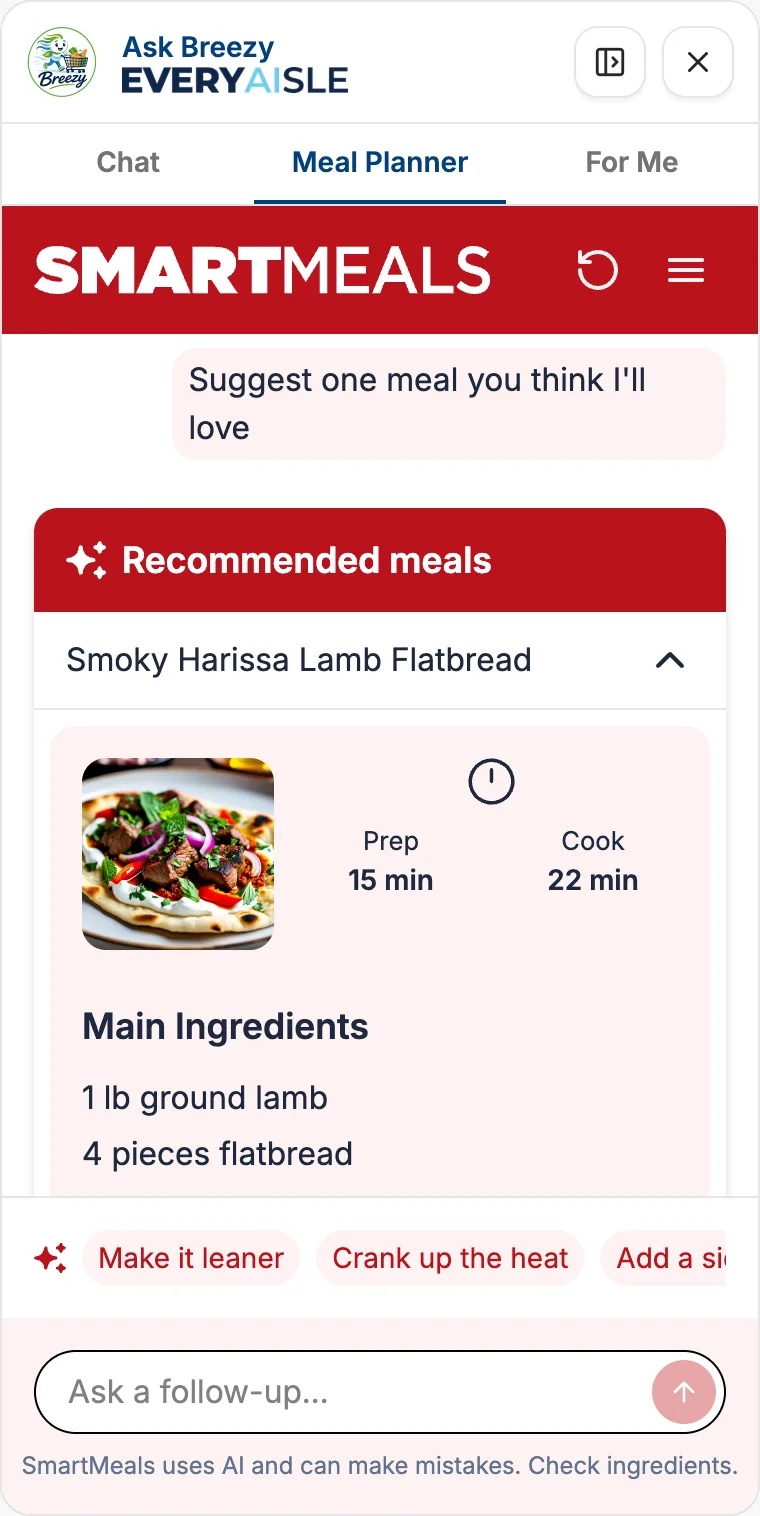 Breezy
Ask Breezy
EVERYAISLE
Chat
Meal Planner
For Me
SMARTMEALS
Suggest one meal you think I'll
love
Recommended meals
Smoky Harissa Lamb Flatbread
Prep
15 min
Cook
22 min
Main Ingredients
1 lb ground lamb
4 pieces flatbread
Make it leaner
Crank up the heat
Add a
Ask a follow-up...
SmartMeals uses AI and can make mistakes. Check ingredients.